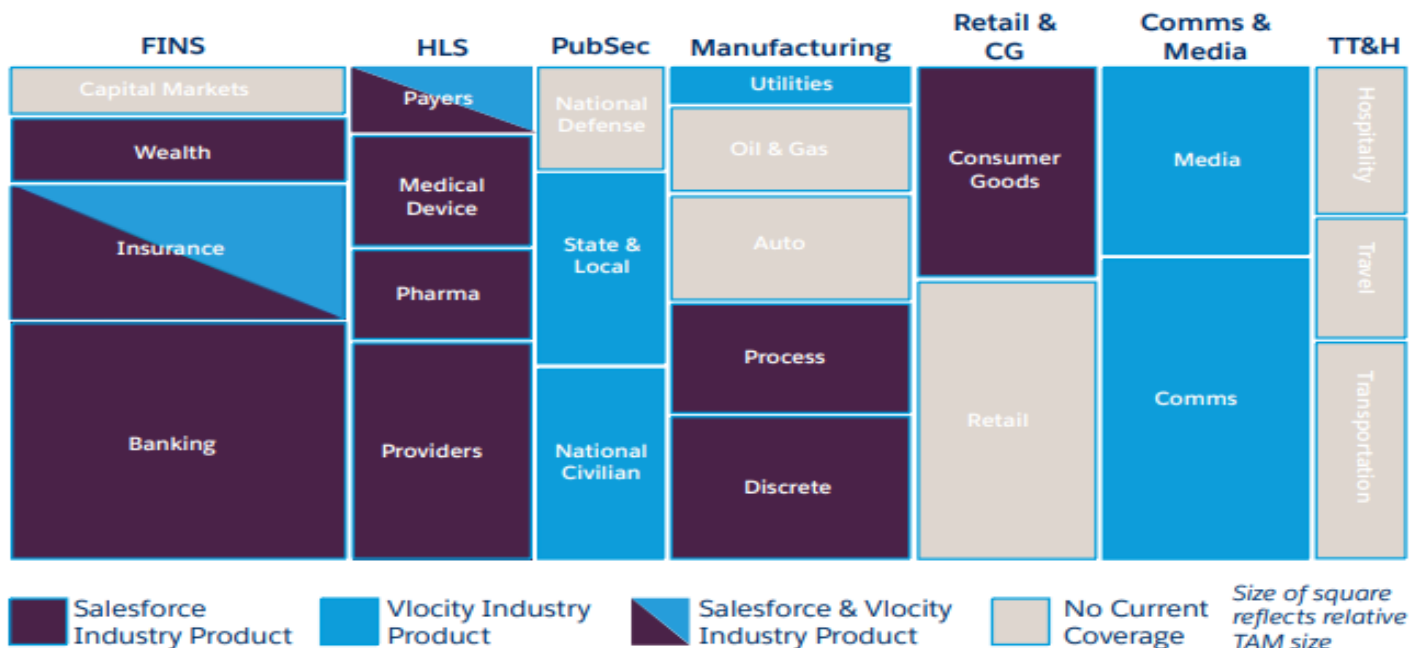 FINS
HLS
PubSec
Manufacturing
Retail &
CG
Comms &
Media
TT&H
Capital Markets
Wealth
Insurance
Banking
Payers
Medical
Device
Pharma
Providers
National
Defense
State &
Local
National
Civilian
Utilities
Oil & Gas
Auto
Process
Discrete
Consumer
Goods
Retail
Media
Comms
Hospitality
Travel
Transportation
Salesforce
Industry Product
Vlocity Industry
Product
Salesforce & Vlocity
Industry Product
No Current
Coverage
Size of square
reflects relative
TAM size